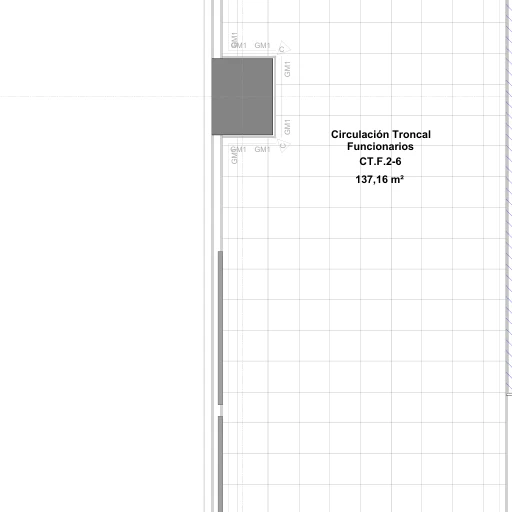 GM1
GM1 GM1 C
GM1
GM1
GM1 GM1 C
GM1
Circulación Troncal
Funcionarios
CT.F.2-6
137,16 m²